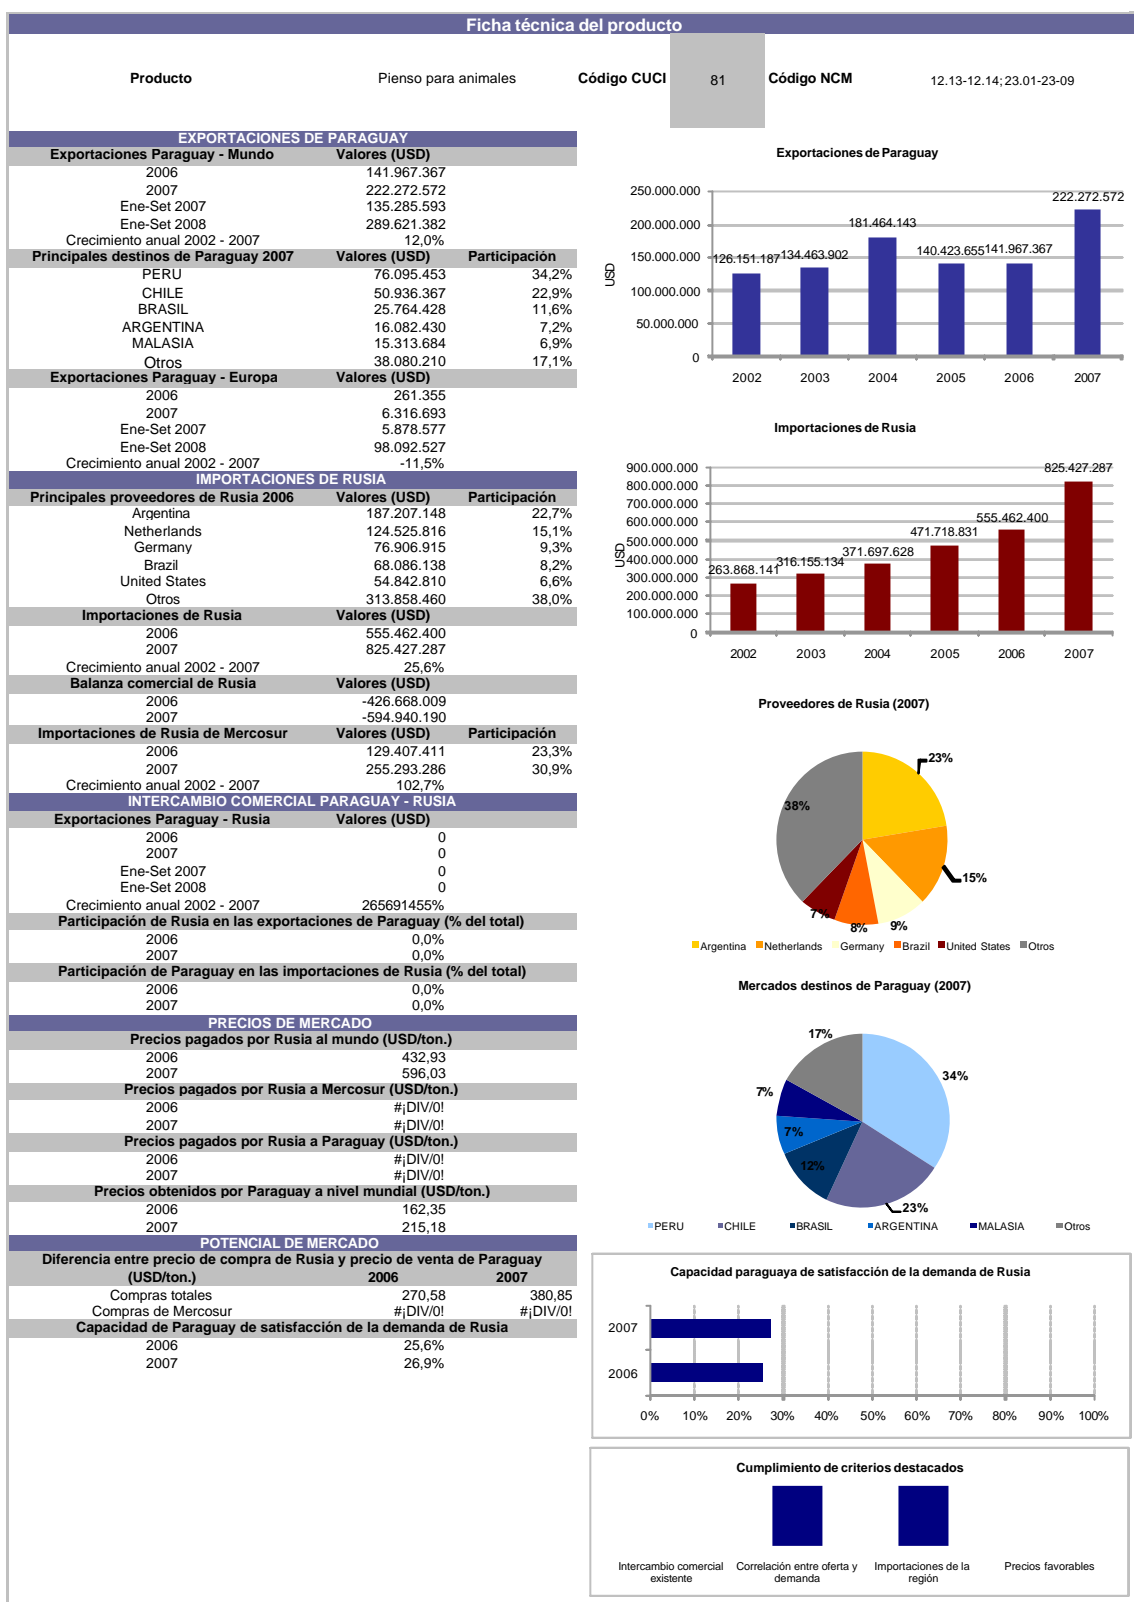 Ficha técnica del producto
Producto Pienso para animales Código CUCI 81 Código NCM 12.13-12.14; 23.01-23-09
EXPORTACIONES DE PARAGUAY
Exportaciones Paraguay - Mundo Valores (USD)
2006 141.967.367
2007 222.272.572
Ene-Set 2007 135.285.593
Ene-Set 2008 289.621.382
Crecimiento anual 2002 - 2007 12,0%
Principales destinos de Paraguay 2007 Valores (USD) Participación
PERU 76.095.453 34,2%
CHILE 50.936.367 22,9%
BRASIL 25.764.428 11,6%
ARGENTINA 16.082.430 7,2%
MALASIA 15.313.684 6,9%
Otros 38.080.210 17,1%
Exportaciones Paraguay - Europa Valores (USD)
2006 261.355
2007 6.316.693
Ene-Set 2007 5.878.577
Ene-Set 2008 98.092.527
Crecimiento anual 2002 - 2007 -11,5%
IMPORTACIONES DE RUSIA
Principales proveedores de Rusia 2006 Valores (USD) Participación
Argentina 187.207.148 22,7%
Netherlands 124.525.816 15,1%
Germany 76.906.915 9,3%
Brazil 68.086.138 8,2%
United States 54.842.810 6,6%
Otros 313.858.460 38,0%
Importaciones de Rusia Valores (USD)
2006 555.462.400
2007 825.427.287
Crecimiento anual 2002 - 2007 25,6%
Balanza comercial de Rusia Valores (USD)
2006 -426.668.009
2007 -594.940.190
Importaciones de Rusia de Mercosur Valores (USD) Participación
2006 129.407.411 23,3%
2007 255.293.286 30,9%
Crecimiento anual 2002 - 2007 102,7%
INTERCAMBIO COMERCIAL PARAGUAY - RUSIA
Exportaciones Paraguay - Rusia Valores (USD)
2006 0
2007 0
Ene-Set 2007 0
Ene-Set 2008 0
Crecimiento anual 2002 - 2007 265691455%
Participación de Rusia en las exportaciones de Paraguay (% del total)
2006 0,0%
2007 0,0%
Participación de Paraguay en las importaciones de Rusia (% del total)
2006 0,0%
2007 0,0%
PRECIOS DE MERCADO
Precios pagados por Rusia al mundo (USD/ton.)
2006 432,93
2007 596,03
Precios pagados por Rusia a Mercosur (USD/ton.)
2006 #¡DIV/0!
2007 #¡DIV/0!
Precios pagados por Rusia a Paraguay (USD/ton.)
2006 #¡DIV/0!
2007 #¡DIV/0!
Precios obtenidos por Paraguay a nivel mundial (USD/ton.)
2006 162,35
2007 215,18
POTENCIAL DE MERCADO
Diferencia entre precio de compra de Rusia y precio de venta de Paraguay
(USD/ton.) 2006 2007
Compras totales 270,58 380,85
Compras de Mercosur #¡DIV/0! #¡DIV/0!
Capacidad de Paraguay de satisfacción de la demanda de Rusia
2006 25,6%
2007 26,9%
Exportaciones de Paraguay
250.000.000
200.000.000
150.000.000
100.000.000
50.000.000
0
USD
126.151.187 134.463.902 181.464.143 140.423.655 141.967.367 222.272.572
2002 2003 2004 2005 2006 2007
Importaciones de Rusia
900.000.000
800.000.000
700.000.000
600.000.000
500.000.000
400.000.000
300.000.000
200.000.000
100.000.000
0
USD
263.868.141 316.155.134 371.697.628 471.718.831 555.462.400 825.427.287
2002 2003 2004 2005 2006 2007
Proveedores de Rusia (2007)
23%
38%
15%
7%
8%
9%
Argentina Netherlands Germany Brazil United States Otros
Mercados destinos de Paraguay (2007)
17%
34%
7%
7%
12%
23%
PERU CHILE BRASIL ARGENTINA MALASIA Otros
Capacidad paraguaya de satisfacción de la demanda de Rusia
2007
2006
0% 10% 20% 30% 40% 50% 60% 70% 80% 90% 100%
Cumplimiento de criterios destacados
Intercambio comercial existente
Correlación entre oferta y demanda
Importaciones de la región
Precios favorables